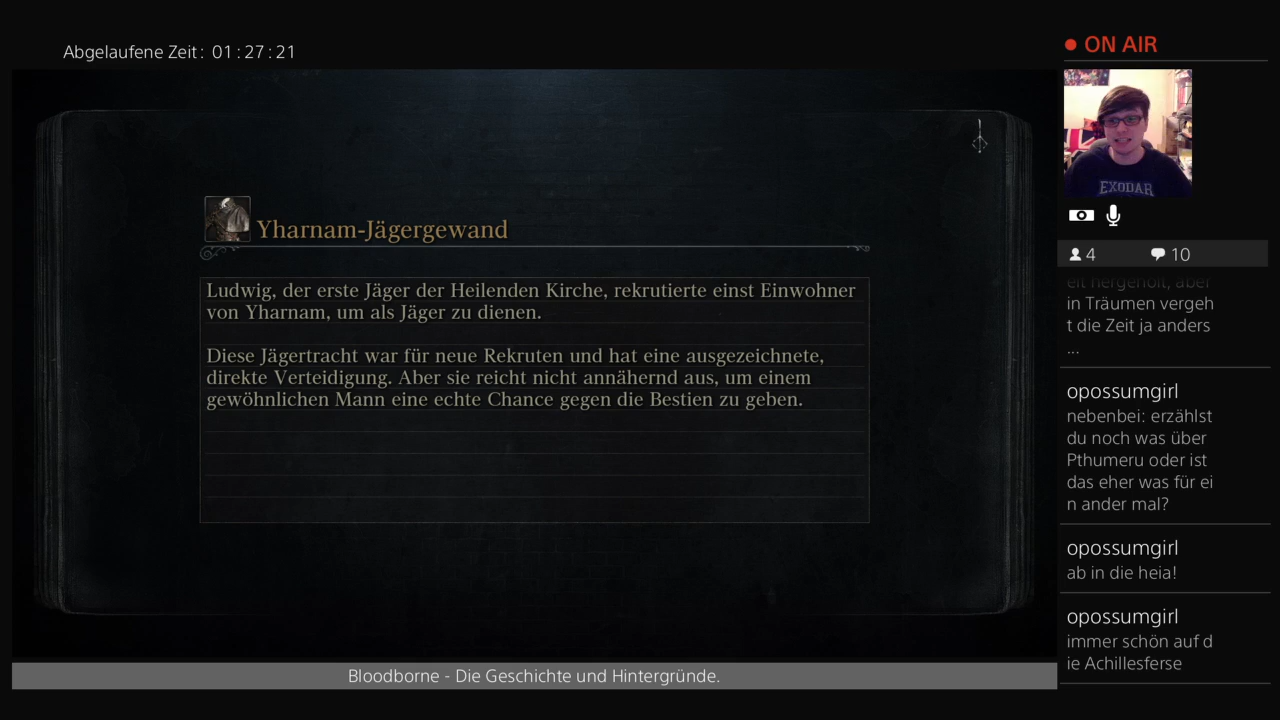 Abgelaufene Zeit: 01:27:21
ON AIR
EXODAR
4 10
Yharnam-Jägergewand
Ludwig, der erste Jäger der Heilenden Kirche, rekrutierte einst Einwohner
von Yharnam, um als Jäger zu dienen.
Diese Jägertracht war für neue Rekruten und hat eine ausgezeichnete,
direkte Verteidigung. Aber sie reicht nicht annähernd aus, um einem
gewöhnlichen Mann eine echte Chance gegen die Bestien zu geben.
Bloodborne - Die Geschichte und Hintergründe.
eit hergeholt, aber
in Träumen vergeh
t die Zeit ja anders
...
opossumgirl
nebenbei: erzählst
du noch was über
Pthumeru oder ist
das eher was für ei
n ander mal?
opossumgirl
ab in die heia!
opossumgirl
immer schön auf d
ie Achillesferse